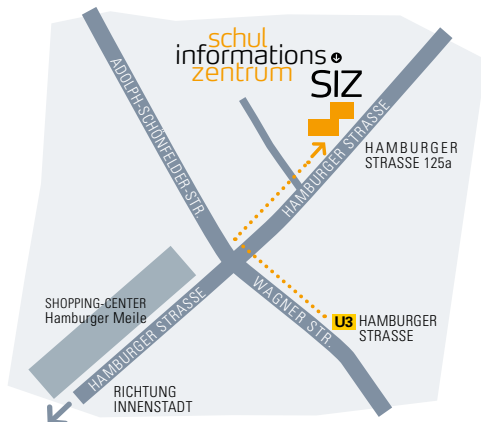 schul
informations
zentrum
SIZ
ADOLPH-SCHÖNFELDER-STR.
HAMBURGER STRASSE
HAMBURGER
STRASSE 125a
SHOPPING-CENTER
Hamburger Meile
HAMBURGER STRASSE
WAGNER STR.
U3 HAMBURGER
STRASSE
RICHTUNG
INNENSTADT